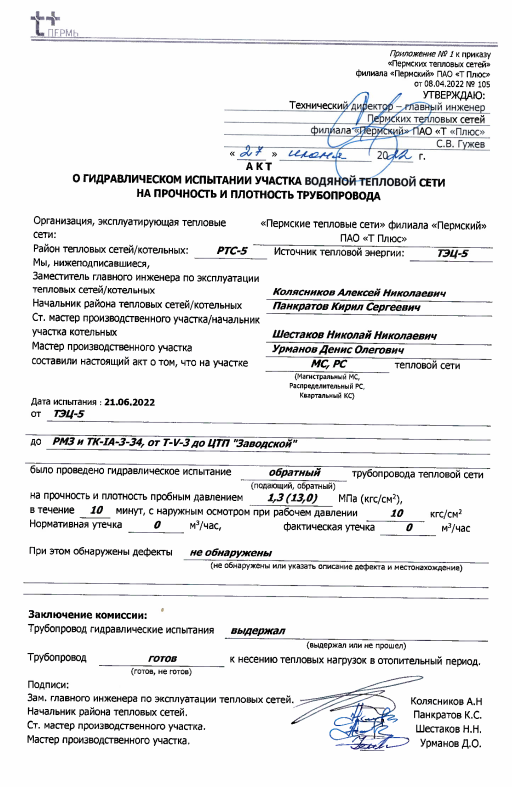 ПЕРМЬ
Приложение № 1 к приказу
«Пермских тепловых сетей»
филиала «Пермский» ПАО «Т Плюс»
от 08.04.2022 № 105
УТВЕРЖДАЮ:
Технический директор – главный инженер
Пермских тепловых сетей
филиала «Пермский» ПАО «Т «Плюс»
С.В. Гужев
« 27 » июня 2022 г.
А К Т
О ГИДРАВЛИЧЕСКОМ ИСПЫТАНИИ УЧАСТКА ВОДЯНОЙ ТЕПЛОВОЙ СЕТИ
НА ПРОЧНОСТЬ И ПЛОТНОСТЬ ТРУБОПРОВОДА
Организация, эксплуатирующая тепловые «Пермские тепловые сети» филиала «Пермский»
сети: ПАО «Т Плюс»
Район тепловых сетей/котельных: РТС-5 Источник тепловой энергии: ТЭЦ-5
Мы, нижеподписавшиеся,
Заместитель главного инженера по эксплуатации
тепловых сетей/котельных Колясников Алексей Николаевич
Начальник района тепловых сетей/котельных Панкратов Кирил Сергеевич
Ст. мастер производственного участка/начальник
участка котельных Шестаков Николай Николаевич
Мастер производственного участка Урманов Денис Олегович
составили настоящий акт о том, что на участке МС, РС тепловой сети
(Магистральный МС,
Распределительный РС,
Квартальный КС)
Дата испытания : 21.06.2022
от ТЭЦ-5
до РМЗ и ТК-IА-3-34, от Т-V-3 до ЦТП "Заводской"
было проведено гидравлическое испытание обратный трубопровода тепловой сети
(подающий, обратный)
на прочность и плотность пробным давлением 1,3 (13,0) МПа (кгс/см²),
в течение 10 минут, с наружным осмотром при рабочем давлении 10 кгс/см²
Нормативная утечка 0 м³/час, фактическая утечка 0 м³/час
При этом обнаружены дефекты не обнаружены
(не обнаружены или указать описание дефекта и местонахождение)
Заключение комиссии:
Трубопровод гидравлические испытания выдержал
(выдержал или не прошел)
Трубопровод готов к несению тепловых нагрузок в отопительный период.
(готов, не готов)
Подписи:
Зам. главного инженера по эксплуатации тепловых сетей. Колясников А.Н
Начальник района тепловых сетей. Панкратов К.С.
Ст. мастер производственного участка. Шестаков Н.Н.
Мастер производственного участка. Урманов Д.О.